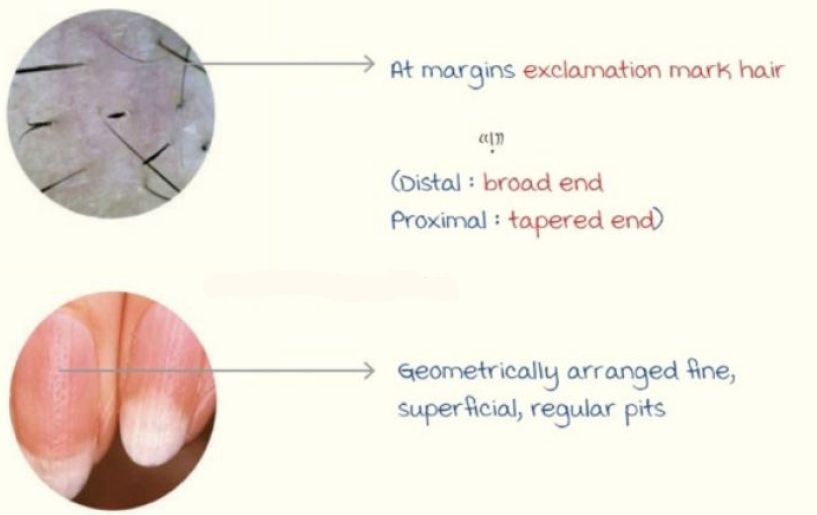 At margins exclamation mark hair
"!"
(Distal : broad end
Proximal : tapered end)
Geometrically arranged fine,
superficial, regular pits